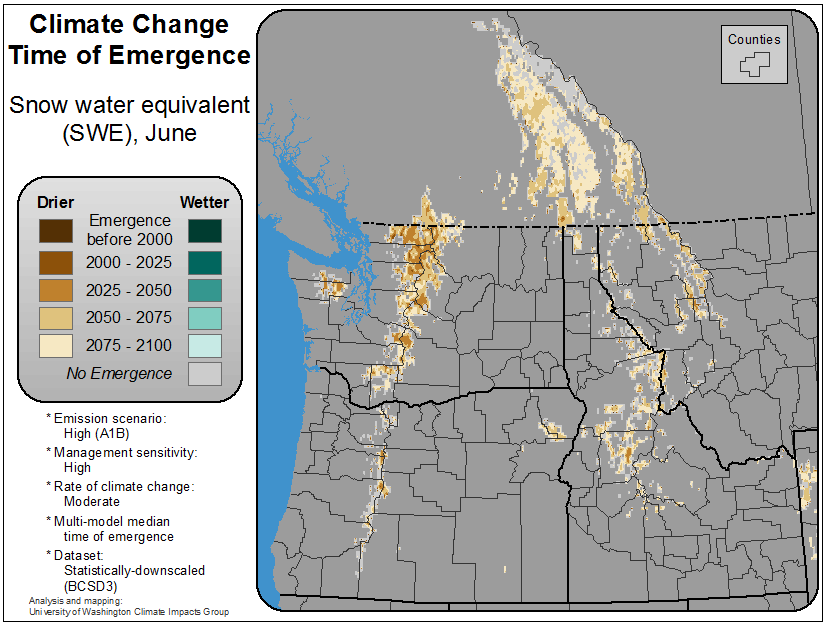 Climate Change
Time of Emergence
Snow water equivalent
(SWE), June
Drier
Wetter
Emergence
before 2000
2000 - 2025
2025 - 2050
2050 - 2075
2075 - 2100
No Emergence
* Emission scenario:
High (A1B)
* Management sensitivity:
High
* Rate of climate change:
Moderate
* Multi-model median
time of emergence
* Dataset:
Statistically-downscaled
(BCSD3)
Analysis and mapping:
University of Washington Climate Impacts Group
Counties